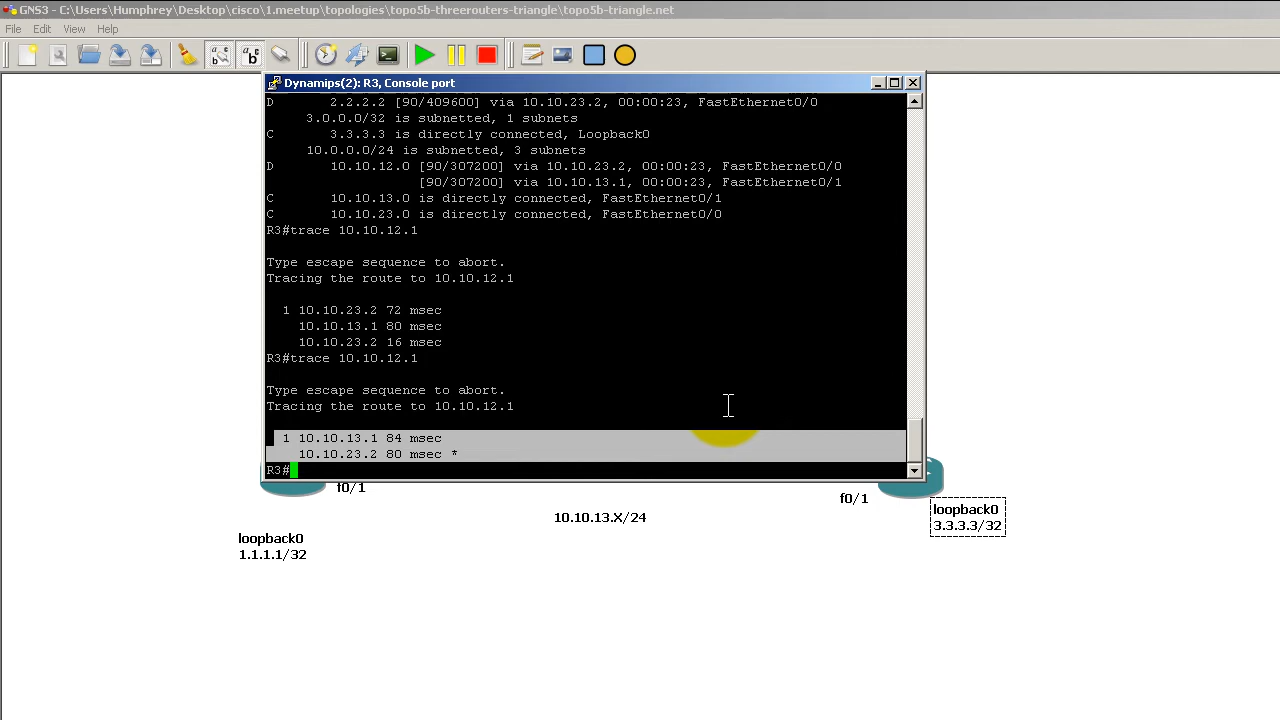 GNS3 - C:\Users\Humphrey\Desktop\cisco\1.meetup\topologies\topo5b-threerouters-triangle\topo5b-triangle.net
File Edit View Help
Dynamips(2): R3, Console port
D       2.2.2.2 [90/409600] via 10.10.23.2, 00:00:23, FastEthernet0/0
     3.0.0.0/32 is subnetted, 1 subnets
C       3.3.3.3 is directly connected, Loopback0
     10.0.0.0/24 is subnetted, 3 subnets
D       10.10.12.0 [90/307200] via 10.10.23.2, 00:00:23, FastEthernet0/0
                   [90/307200] via 10.10.13.1, 00:00:23, FastEthernet0/1
C       10.10.13.0 is directly connected, FastEthernet0/1
C       10.10.23.0 is directly connected, FastEthernet0/0
R3#trace 10.10.12.1
Type escape sequence to abort.
Tracing the route to 10.10.12.1
  1 10.10.23.2 72 msec
    10.10.13.1 80 msec
    10.10.23.2 16 msec
R3#trace 10.10.12.1
Type escape sequence to abort.
Tracing the route to 10.10.12.1
  1 10.10.13.1 84 msec
    10.10.23.2 80 msec *
R3#
f0/1
f0/1
10.10.13.X/24
loopback0
3.3.3.3/32
loopback0
1.1.1.1/32